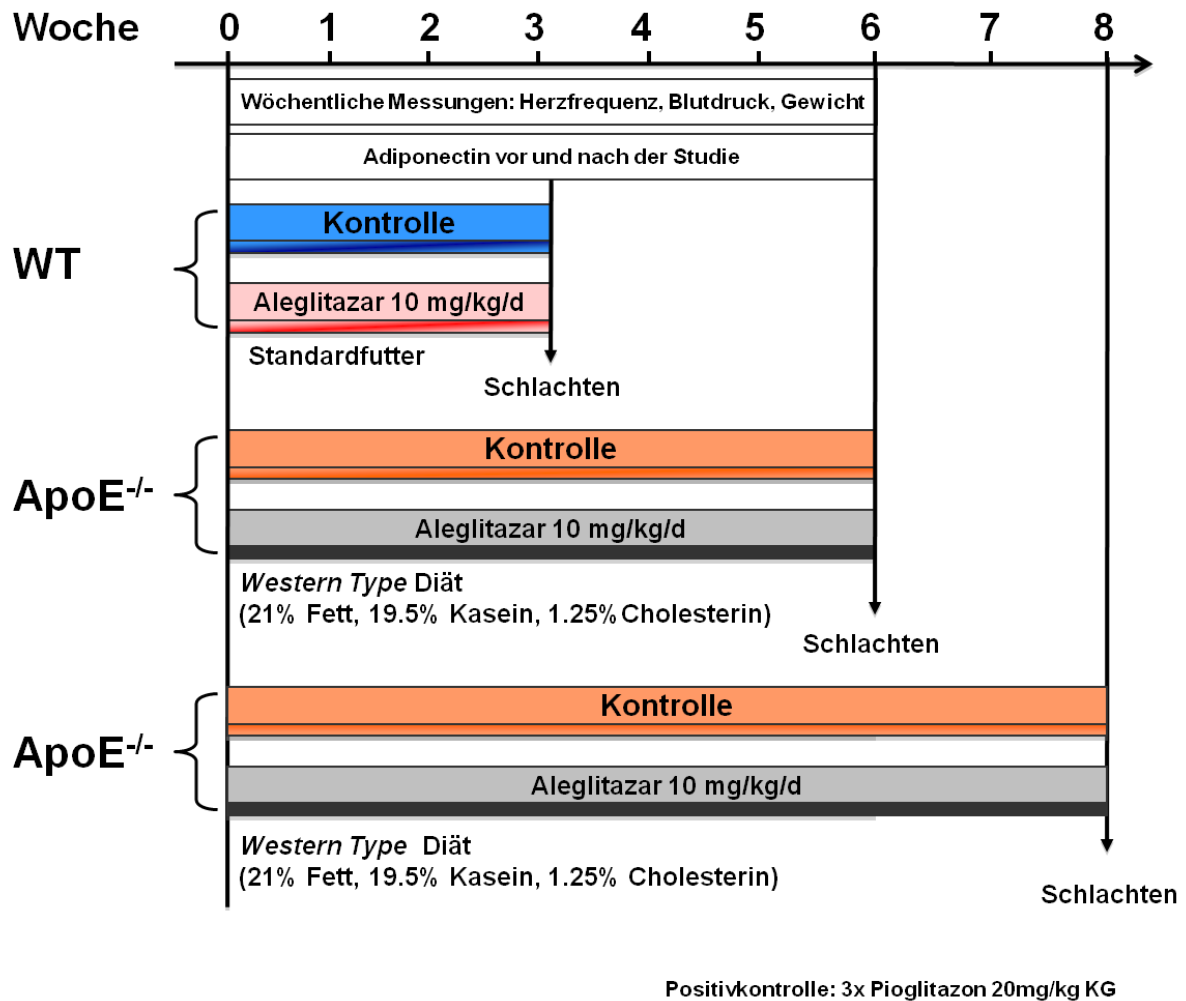 Woche 0 1 2 3 4 5 6 7 8
Wöchentliche Messungen: Herzfrequenz, Blutdruck, Gewicht
Adiponectin vor und nach der Studie
WT
Kontrolle
Aleglitazar 10 mg/kg/d
Standardfutter
Schlachten
ApoE-/-
Kontrolle
Aleglitazar 10 mg/kg/d
Western Type Diät
(21% Fett, 19.5% Kasein, 1.25% Cholesterin)
Schlachten
ApoE-/-
Kontrolle
Aleglitazar 10 mg/kg/d
Western Type Diät
(21% Fett, 19.5% Kasein, 1.25% Cholesterin)
Schlachten
Positivkontrolle: 3x Pioglitazon 20mg/kg KG